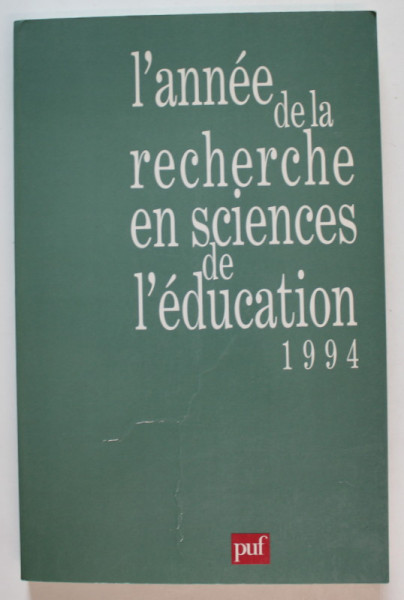 l'année
de la
recherche
en sciences
de
l'éducation
1994
puf